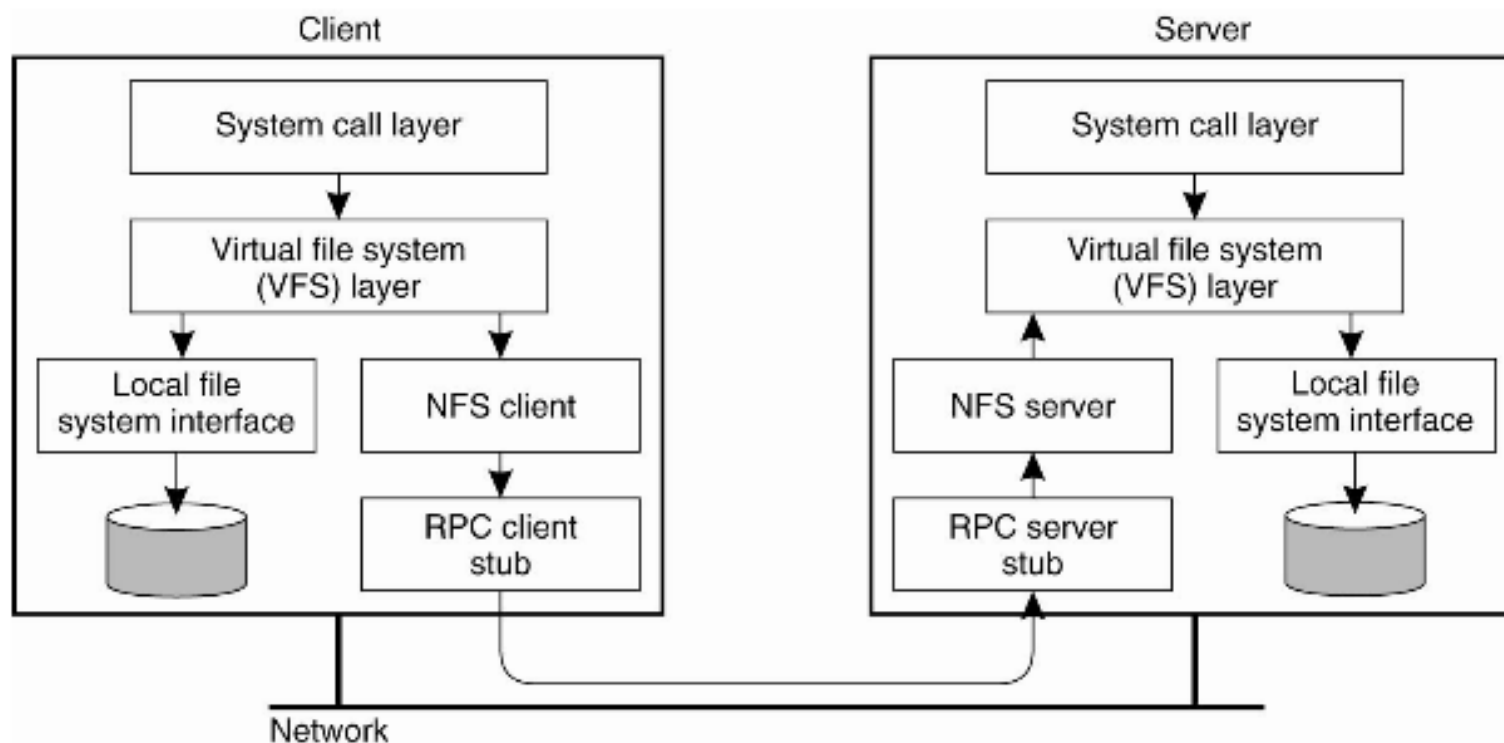 Client
System call layer
Virtual file system
(VFS) layer
Local file
system interface
NFS client
RPC client
stub
Server
System call layer
Virtual file system
(VFS) layer
NFS server
Local file
system interface
RPC server
stub
Network